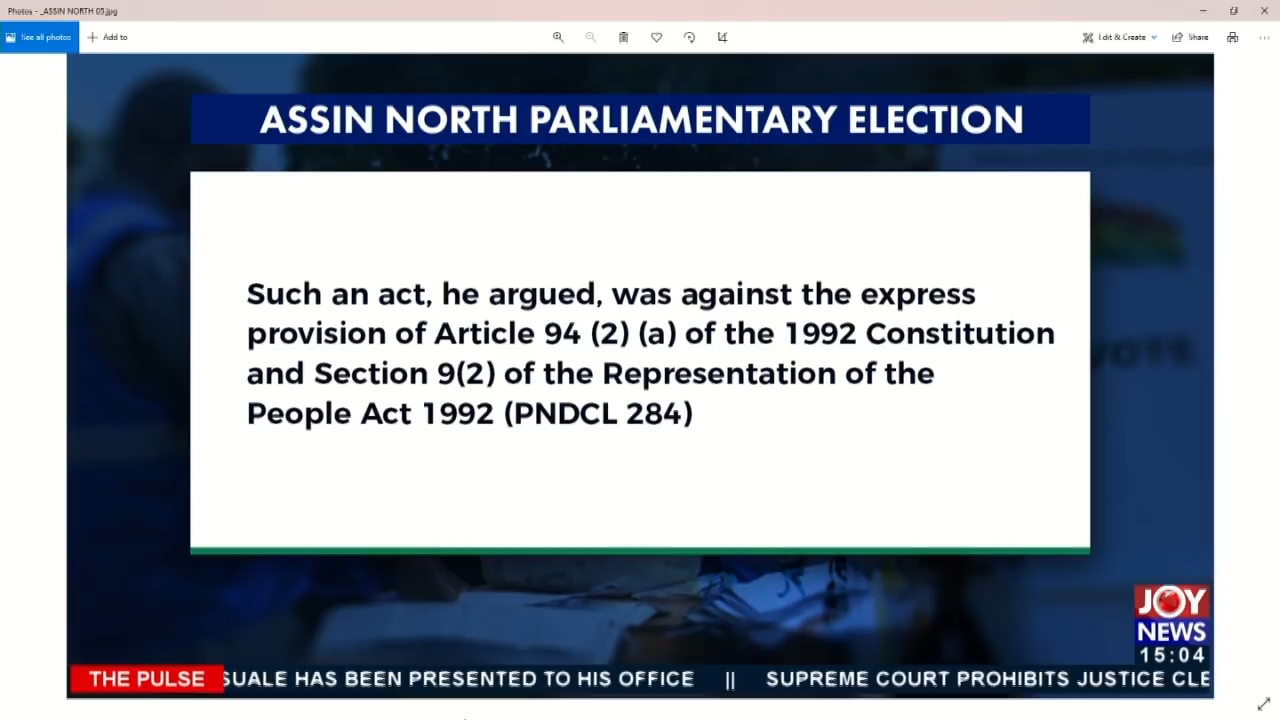 Photos - _ASSIN NORTH 05.jpg
See all photos
Add to
Edit & Create
Share
ASSIN NORTH PARLIAMENTARY ELECTION
Such an act, he argued, was against the express
provision of Article 94 (2) (a) of the 1992 Constitution
and Section 9(2) of the Representation of the
People Act 1992 (PNDCL 284)
VOTE
JOY
NEWS
15:04
THE PULSE
SUALE HAS BEEN PRESENTED TO HIS OFFICE || SUPREME COURT PROHIBITS JUSTICE CLE